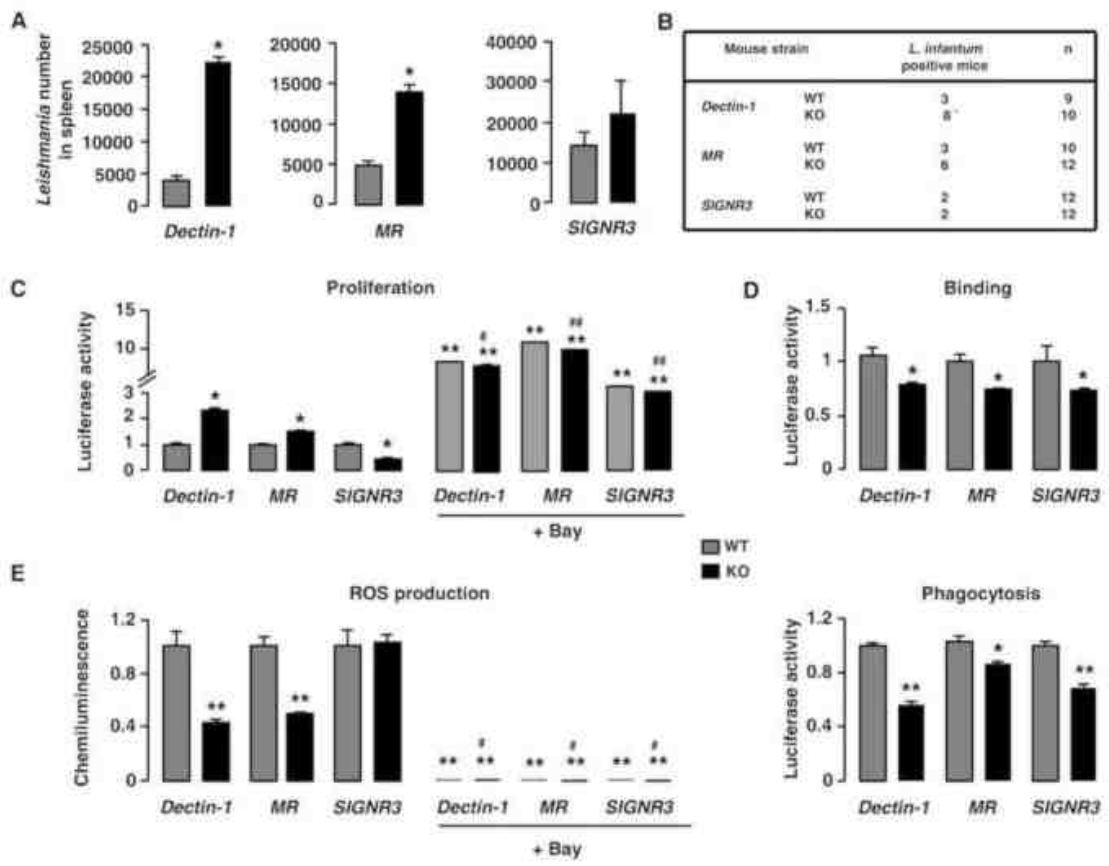 A
Leishmania number
in spleen
25000
20000
15000
10000
5000
0
*
Dectin-1
20000
15000
10000
5000
0
*
MR
40000
30000
20000
10000
0
SIGNR3
B
Mouse strain L. infantum positive mice n
Dectin-1 WT 3 9
KO 8 * 10
MR WT 3 10
KO 6 12
SIGNR3 WT 2 12
KO 2 12
C
Proliferation
Luciferase activity
15
10
3
2
1
0
* * *
** # ** ** ## ** ** ## **
Dectin-1 MR SIGNR3 Dectin-1 MR SIGNR3
+ Bay
D
Binding
Luciferase activity
1.5
1
0.5
0
* * *
Dectin-1 MR SIGNR3
WT
KO
E
ROS production
Chemiluminescence
1.2
0.8
0.4
0
** **
** # ** ** # ** ** # **
Dectin-1 MR SIGNR3 Dectin-1 MR SIGNR3
+ Bay
Phagocytosis
Luciferase activity
1.2
0.8
0.4
0
** * **
Dectin-1 MR SIGNR3